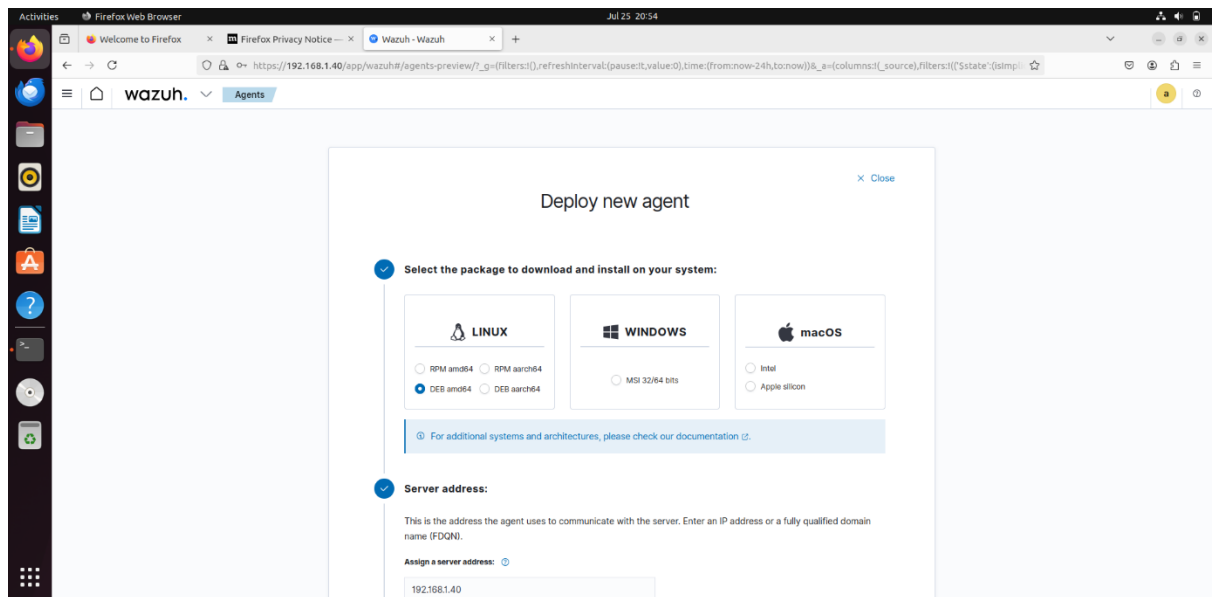 Activities Firefox Web Browser Jul 25 20:54
Welcome to Firefox × Firefox Privacy Notice — × Wazuh - Wazuh × +
https://192.168.1.40/app/wazuh#/agents-preview/?_g=(filters:!(),refreshInterval:(pause:!t,value:0),time:(from:now-24h,to:now))&_a=(columns:!(_source),filters:!(('$state':(isImpli
wazuh. Agents a
× Close
Deploy new agent
Select the package to download and install on your system:
LINUX WINDOWS macOS
RPM amd64 RPM aarch64 Intel
MSI 32/64 bits
DEB amd64 DEB aarch64 Apple silicon
For additional systems and architectures, please check our documentation.
Server address:
This is the address the agent uses to communicate with the server. Enter an IP address or a fully qualified domain
name (FDQN).
Assign a server address:
192.168.1.40